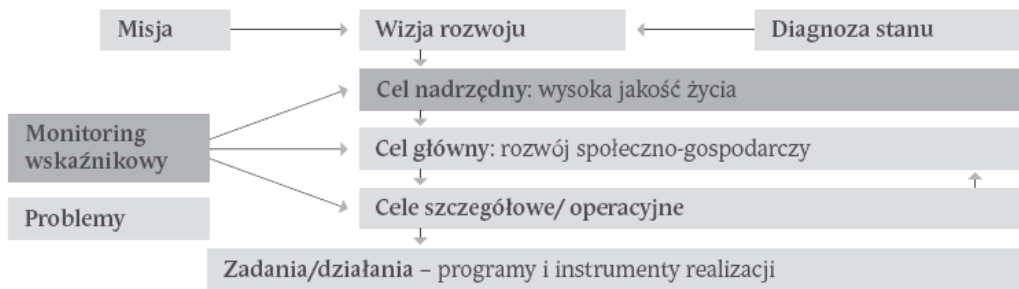 Misja
Wizja rozwoju
Diagnoza stanu
Cel nadrzędny: wysoka jakość życia
Monitoring
wskaźnikowy
Cel główny: rozwój społeczno-gospodarczy
Problemy
Cele szczegółowe/ operacyjne
Zadania/działania – programy i instrumenty realizacji